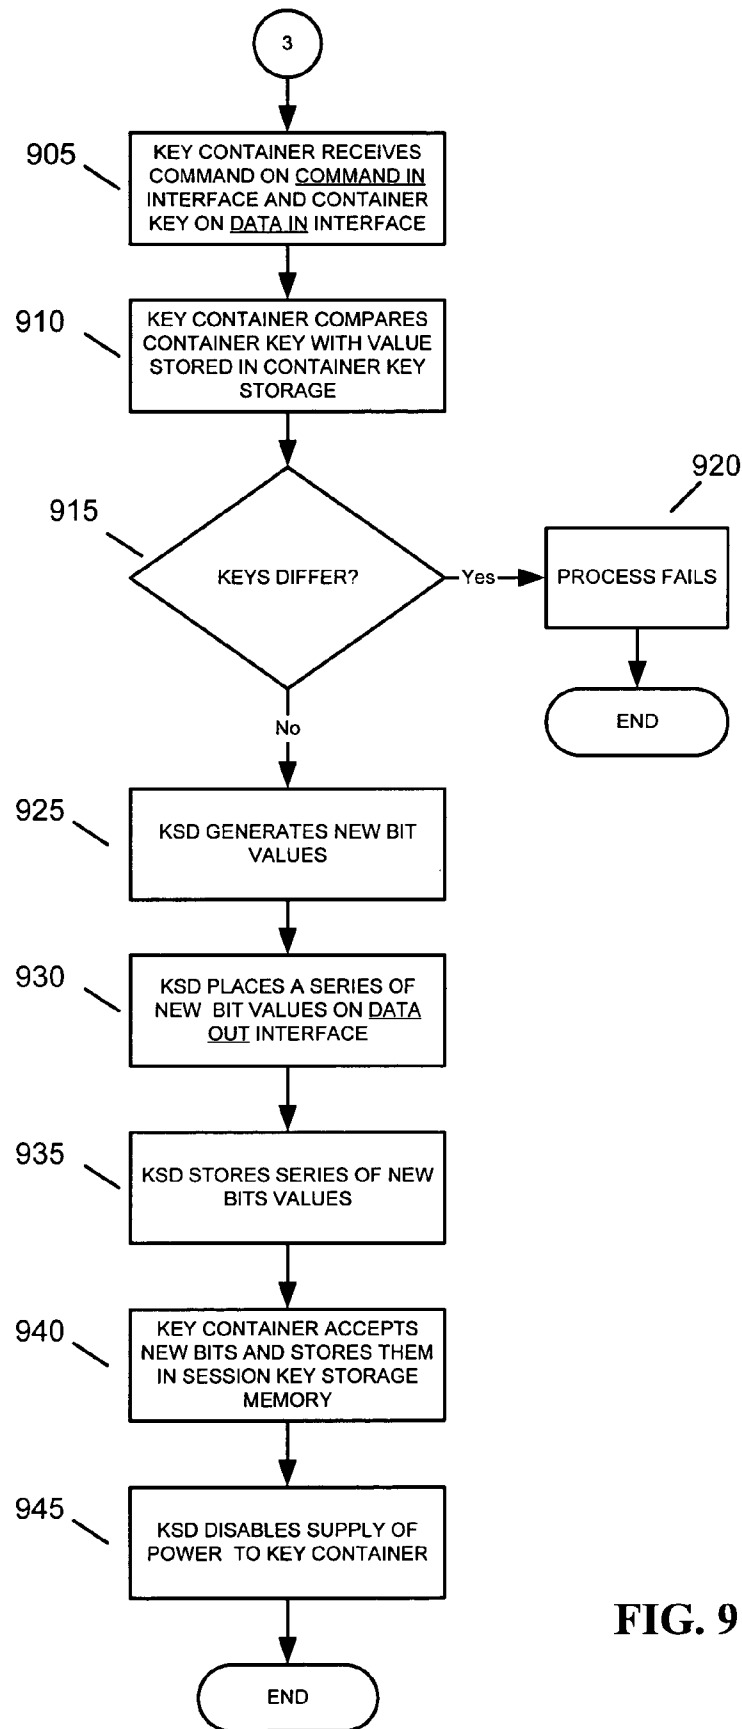 3
905
KEY CONTAINER RECEIVES
COMMAND ON COMMAND IN
INTERFACE AND CONTAINER
KEY ON DATA IN INTERFACE
910
KEY CONTAINER COMPARES
CONTAINER KEY WITH VALUE
STORED IN CONTAINER KEY
STORAGE
915
KEYS DIFFER?
Yes
920
PROCESS FAILS
END
No
925
KSD GENERATES NEW BIT
VALUES
930
KSD PLACES A SERIES OF
NEW BIT VALUES ON DATA
OUT INTERFACE
935
KSD STORES SERIES OF NEW
BITS VALUES
940
KEY CONTAINER ACCEPTS
NEW BITS AND STORES THEM
IN SESSION KEY STORAGE
MEMORY
945
KSD DISABLES SUPPLY OF
POWER TO KEY CONTAINER
END
FIG. 9